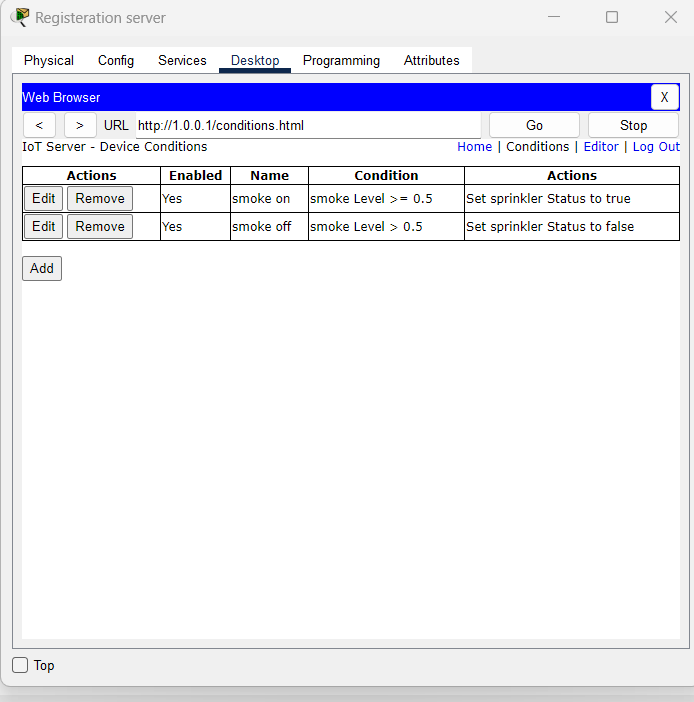 Registeration server
Physical Config Services Desktop Programming Attributes
Web Browser X
< > URL http://1.0.0.1/conditions.html Go Stop
IoT Server - Device Conditions Home | Conditions | Editor | Log Out
Actions Enabled Name Condition Actions
Edit Remove Yes smoke on smoke Level >= 0.5 Set sprinkler Status to true
Edit Remove Yes smoke off smoke Level > 0.5 Set sprinkler Status to false
Add
Top